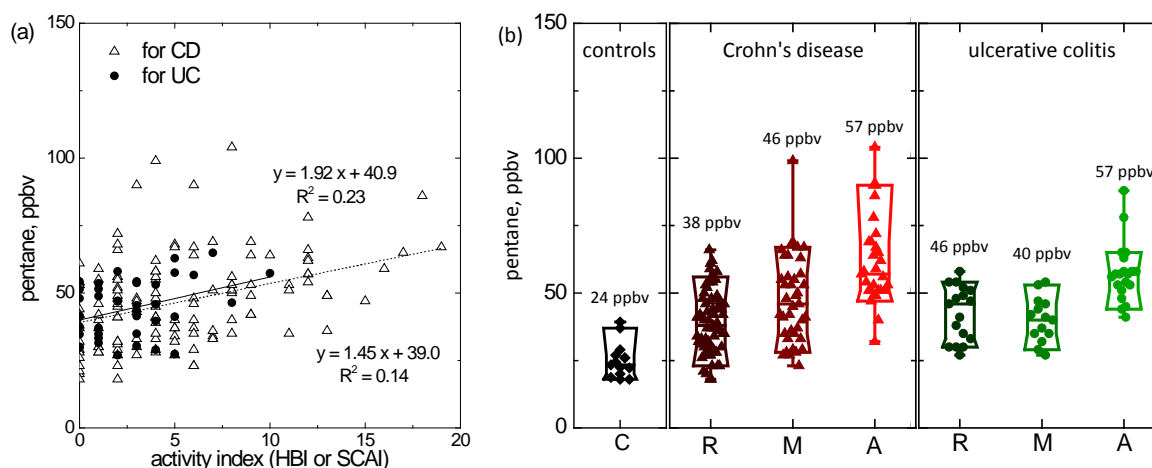 (a)
for CD
for UC
y = 1.92 x + 40.9
R² = 0.23
y = 1.45 x + 39.0
R² = 0.14
pentane, ppbv
0
50
100
150
0
5
10
15
20
activity index (HBI or SCAI)
(b)
controls
Crohn's disease
ulcerative colitis
24 ppbv
38 ppbv
46 ppbv
57 ppbv
46 ppbv
40 ppbv
57 ppbv
pentane, ppbv
0
50
100
150
C
R
M
A
R
M
A